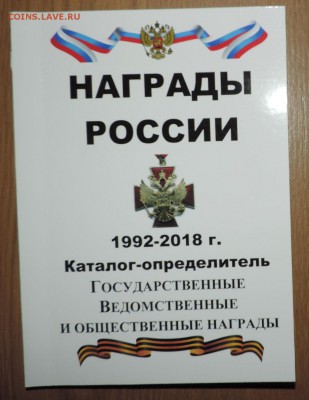 COINS.LAVE.RU
НАГРАДЫ
РОССИИ
1992-2018 г.
Каталог-определитель
Государственные
Ведомственные
и общественные награды